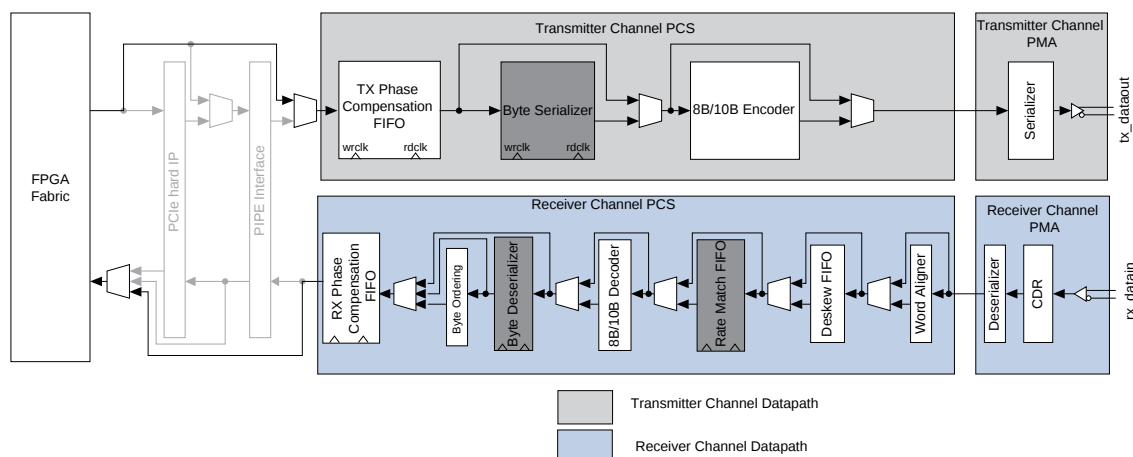 Transmitter Channel PCS
Transmitter Channel
PMA
FPGA
Fabric
PCIe hard IP
PIPE Interface
TX Phase
Compensation
FIFO
wrclk
rdclk
Byte Serializer
wrclk
rdclk
8B/10B Encoder
Serializer
tx_dataout
Receiver Channel PCS
Receiver Channel
PMA
RX Phase
Compensation
FIFO
Byte Ordering
Byte Deserializer
8B/10B Decoder
Rate Match FIFO
Deskew FIFO
Word Aligner
Deserializer
CDR
rx_datain
Transmitter Channel Datapath
Receiver Channel Datapath